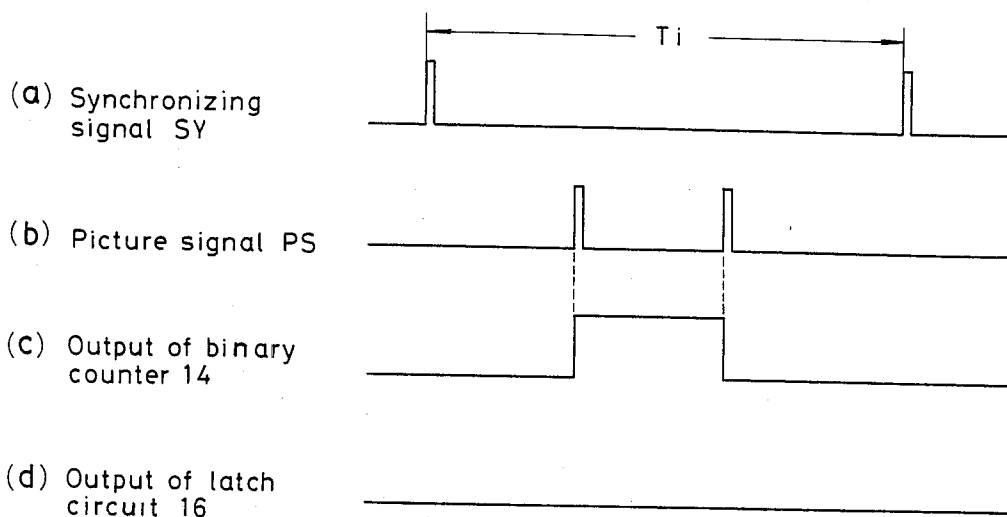 Ti
(a) Synchronizing
signal SY
(b) Picture signal PS
(c) Output of binary
counter 14
(d) Output of latch
circuit 16